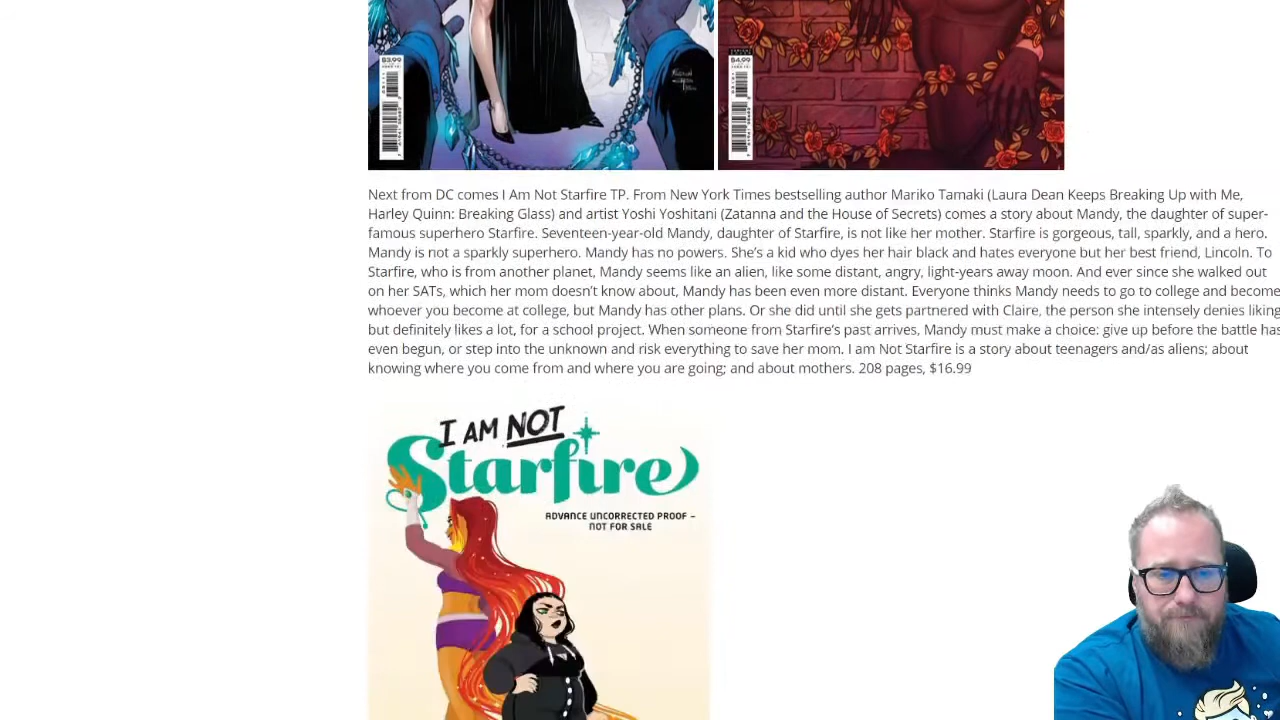 $3.99
$4.99
Next from DC comes I Am Not Starfire TP. From New York Times bestselling author Mariko Tamaki (Laura Dean Keeps Breaking Up with Me,
Harley Quinn: Breaking Glass) and artist Yoshi Yoshitani (Zatanna and the House of Secrets) comes a story about Mandy, the daughter of super-
famous superhero Starfire. Seventeen-year-old Mandy, daughter of Starfire, is not like her mother. Starfire is gorgeous, tall, sparkly, and a hero.
Mandy is not a sparkly superhero. Mandy has no powers. She's a kid who dyes her hair black and hates everyone but her best friend, Lincoln. To
Starfire, who is from another planet, Mandy seems like an alien, like some distant, angry, light-years away moon. And ever since she walked out
on her SATs, which her mom doesn't know about, Mandy has been even more distant. Everyone thinks Mandy needs to go to college and become
whoever you become at college, but Mandy has other plans. Or she did until she gets partnered with Claire, the person she intensely denies liking
but definitely likes a lot, for a school project. When someone from Starfire's past arrives, Mandy must make a choice: give up before the battle has
even begun, or step into the unknown and risk everything to save her mom. I am Not Starfire is a story about teenagers and/as aliens; about
knowing where you come from and where you are going; and about mothers. 208 pages, $16.99
I AM NOT
Starfire
ADVANCE UNCORRECTED PROOF –
NOT FOR SALE